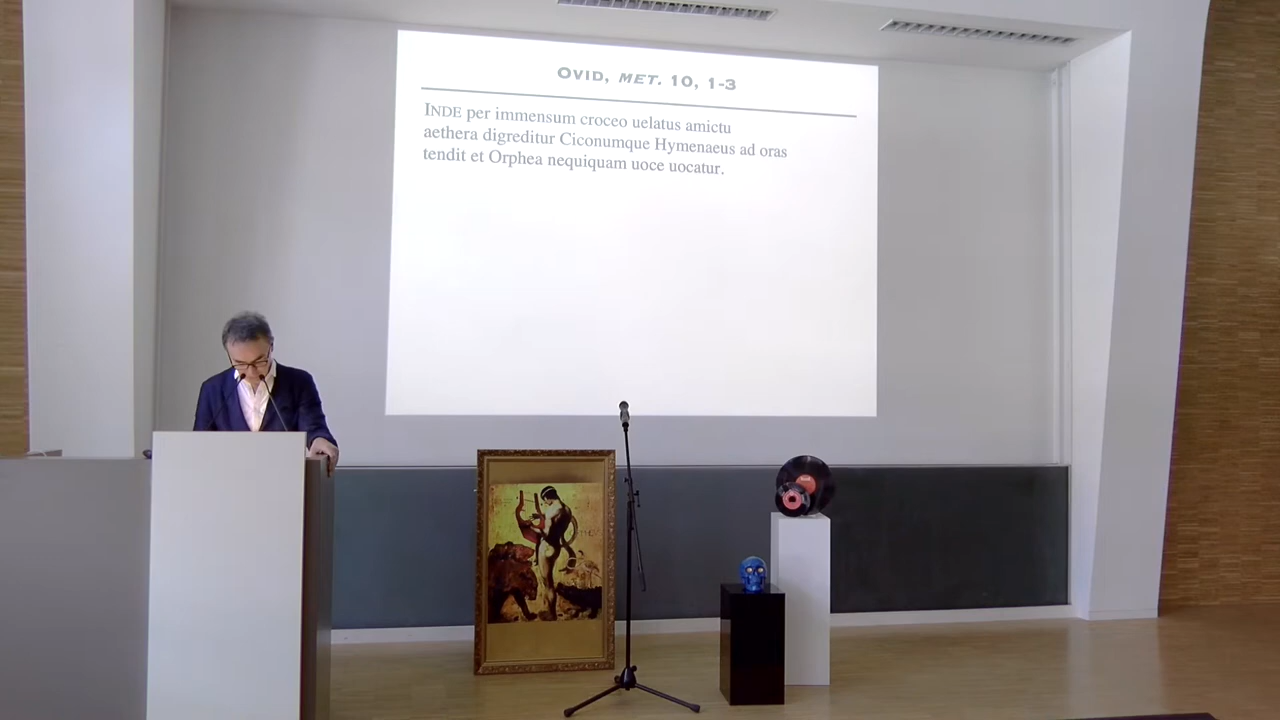 OVID, MET. 10, 1-3
INDE per immensum croceo uelatus amictu
aethera digreditur Ciconumque Hymenaeus ad oras
tendit et Orphea nequiquam uoce uocatur.